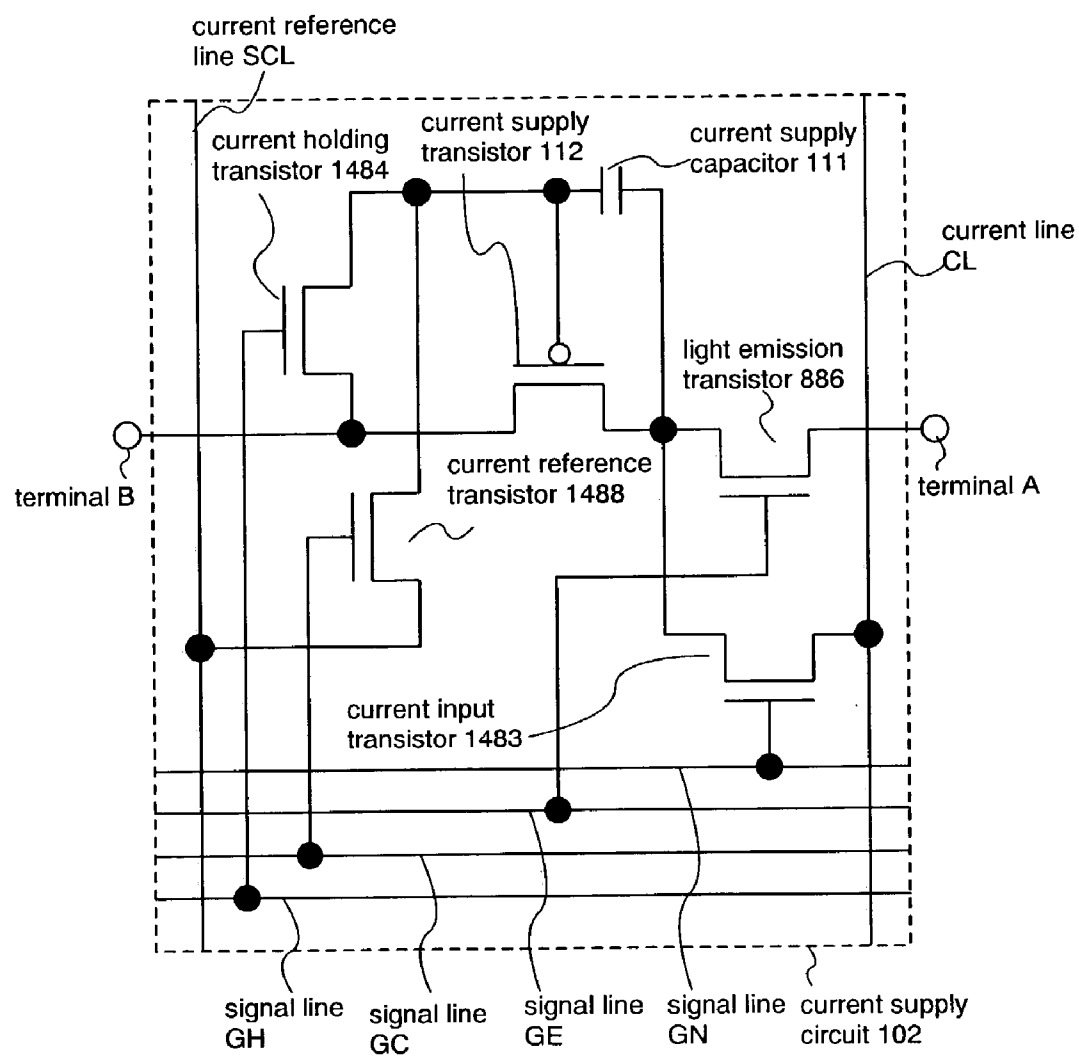 current reference
line SCL
current holding
transistor 1484
current supply
transistor 112
current supply
capacitor 111
current line
CL
light emission
transistor 886
terminal B
current reference
transistor 1488
terminal A
current input
transistor 1483
signal line
GH
signal line
GC
signal line
GE
signal line
GN
current supply
circuit 102